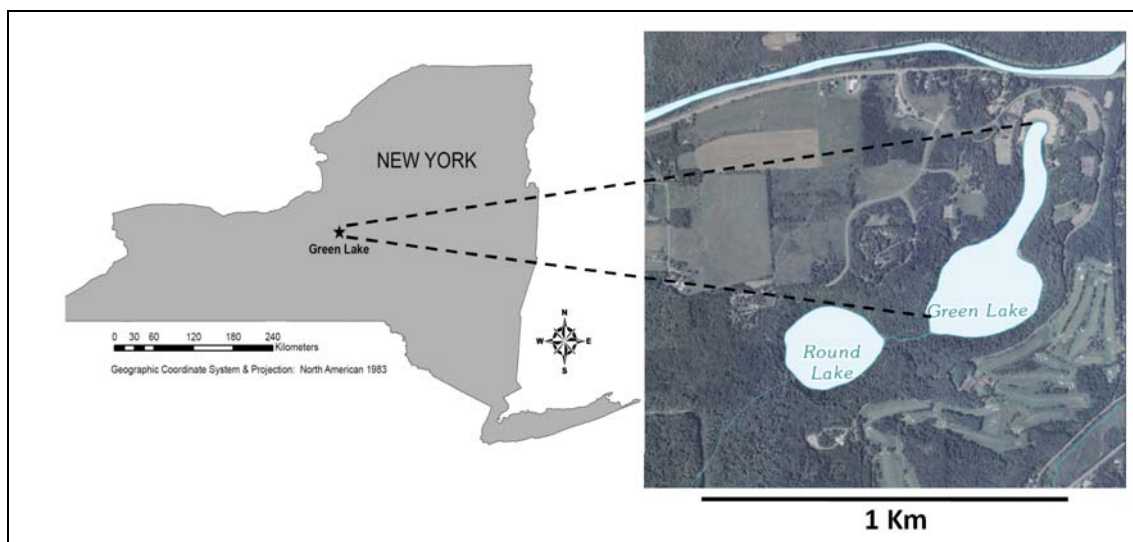 NEW YORK
Green Lake
N
W E
S
0 30 60 120 180 240
Kilometers
Geographic Coordinate System & Projection: North American 1983
Green Lake
Round
Lake
1 Km